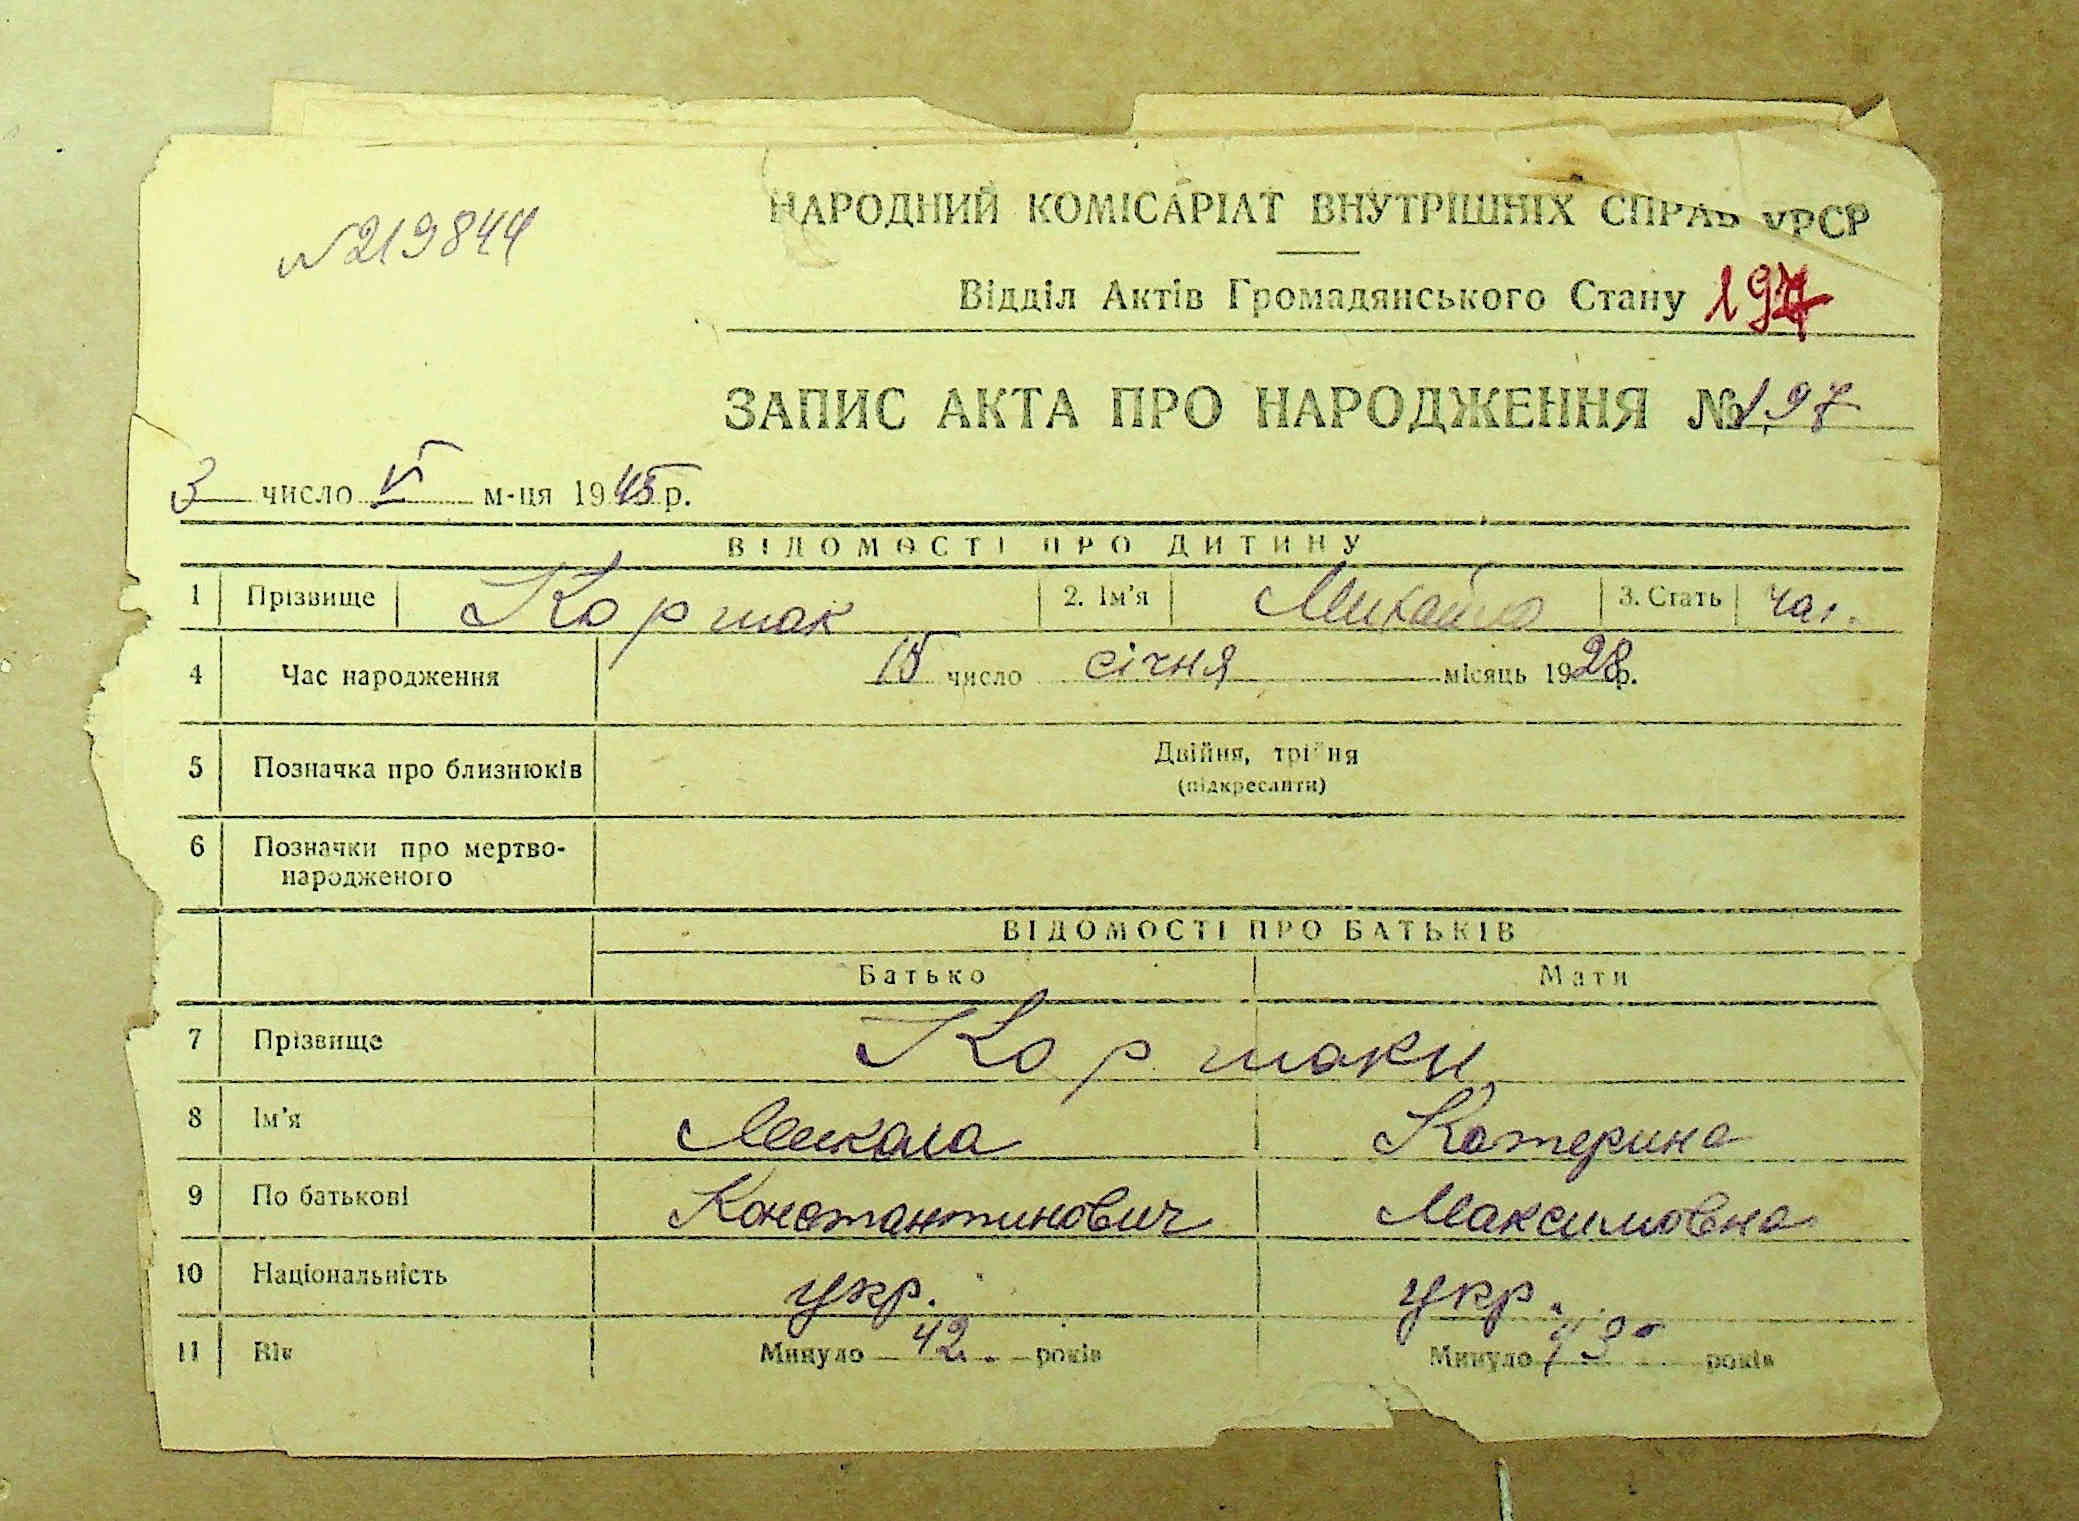 №219844
НАРОДНИЙ КОМІСАРІАТ ВНУТРІШНІХ СПРАВ УРСР
Відділ Актів Громадянського Стану 197
ЗАПИС АКТА ПРО НАРОДЖЕННЯ №197
3 число VI м-ця 1945 р.
ВІДОМОСТІ ПРО ДИТИНУ
1 Прізвище Коршак 2. Ім'я Михайло 3. Стать чол.
4 Час народження 15 число січня місяць 1928р.
5 Позначка про близнюків Двійня, трійня
(підкреслити)
6 Позначки про мертво-
народженого
ВІДОМОСТІ ПРО БАТЬКІВ
Батько Мати
7 Прізвище Коршаки
8 Ім'я Микола Катерина
9 По батькові Константинович Максимовна
10 Національність укр. укр.
11 Вік Минуло 42 років Минуло 43 років